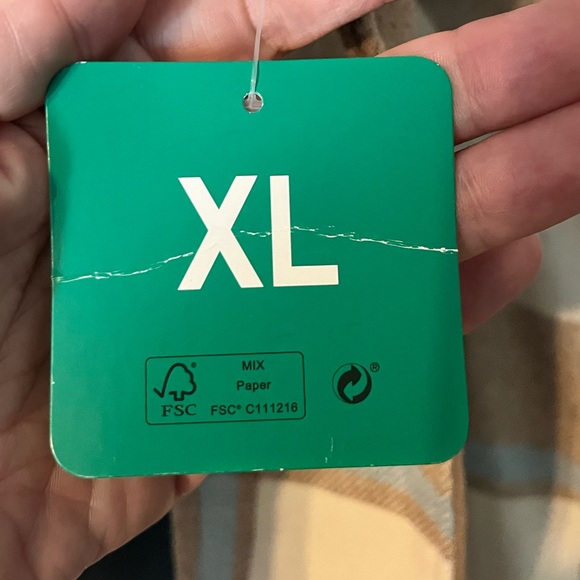 XL
MIX
Paper
FSC® C111216
FSC
®